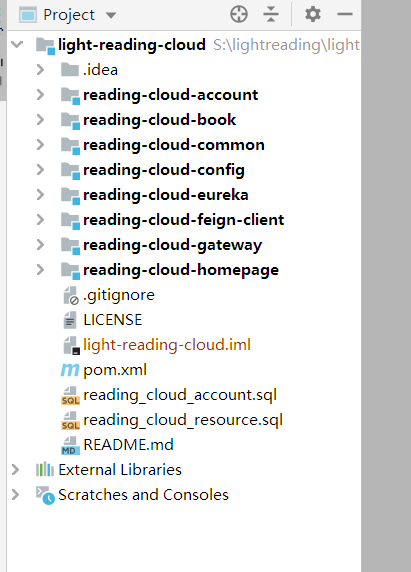 Project
light-reading-cloud S:\lightreading\light
.idea
reading-cloud-account
reading-cloud-book
reading-cloud-common
reading-cloud-config
reading-cloud-eureka
reading-cloud-feign-client
reading-cloud-gateway
reading-cloud-homepage
.gitignore
LICENSE
light-reading-cloud.iml
pom.xml
reading_cloud_account.sql
reading_cloud_resource.sql
README.md
External Libraries
Scratches and Consoles